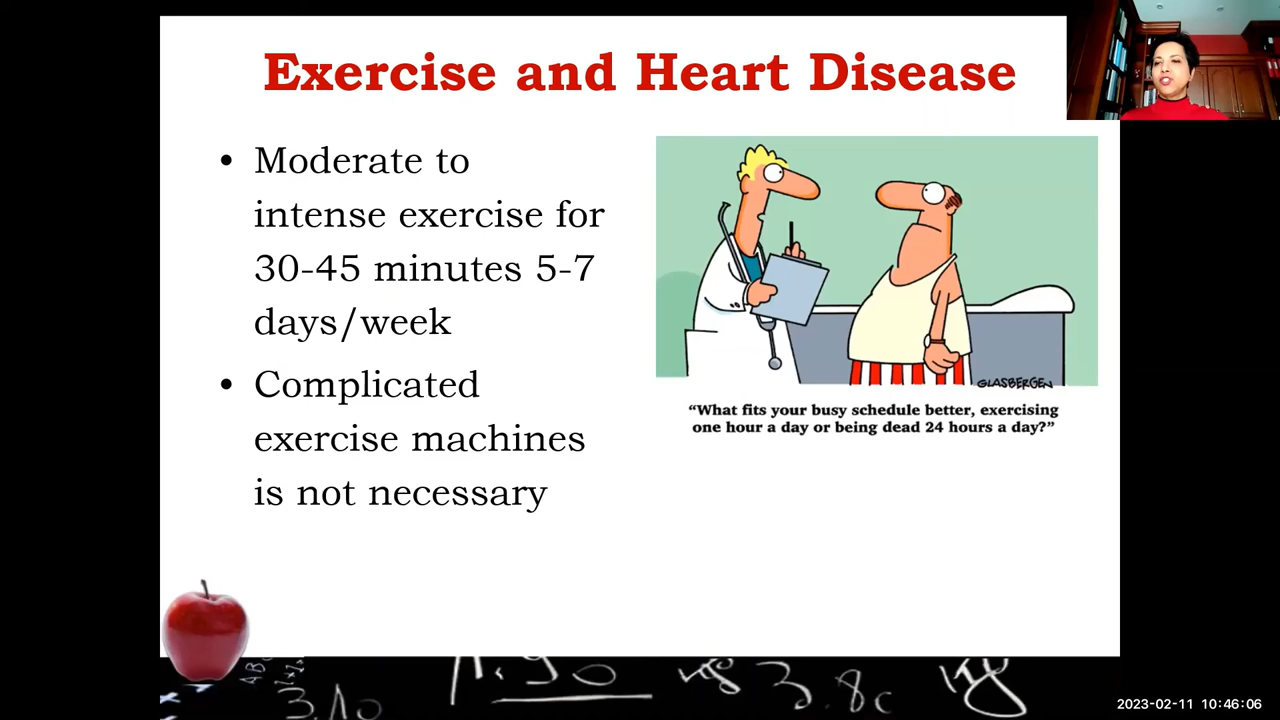 Exercise and Heart Disease
• Moderate to
intense exercise for
30-45 minutes 5-7
days/week
• Complicated
exercise machines
is not necessary
GLASBERGEN
“What fits your busy schedule better, exercising
one hour a day or being dead 24 hours a day?”
3.10
2023-02-11 10:46:06